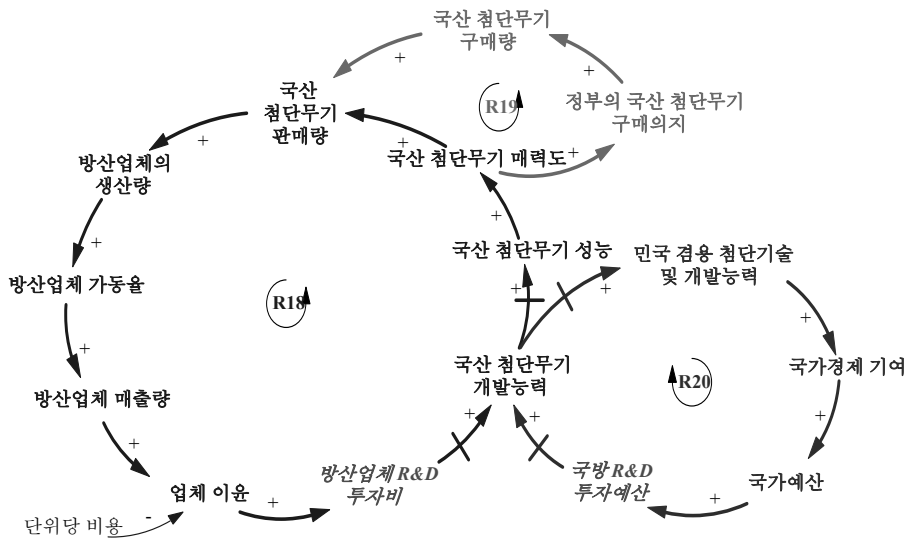 국산 첨단무기
구매량
+
+
국산
첨단무기
판매량
R19
정부의 국산 첨단무기
구매의지
+
+
국산 첨단무기 매력도
+
방산업체의
생산량
+
+
국산 첨단무기 성능
민국 겸용 첨단기술
및 개발능력
방산업체 가동율
+
+
R18
+
+
국산 첨단무기
개발능력
국가경제 기여
R20
방산업체 매출량
+
+
+
+
방산업체 R&D
투자비
국방 R&D
투자예산
국가예산
업체 이윤
+
+
단위당 비용
-